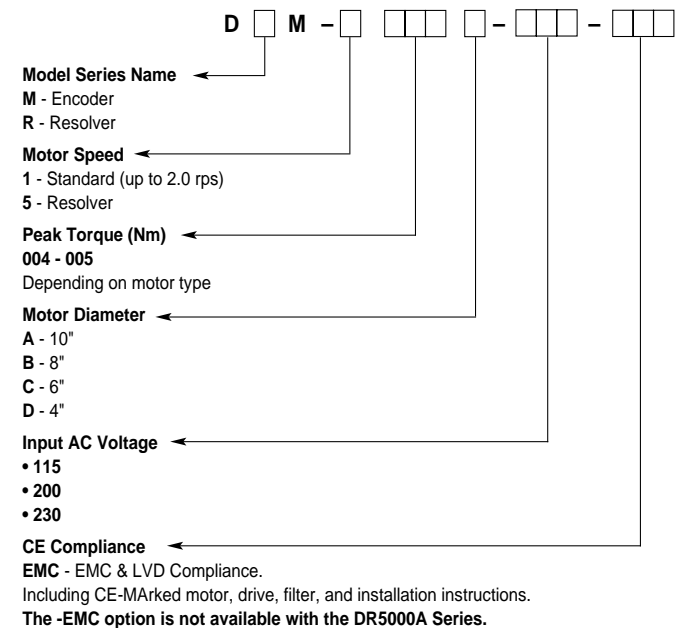 D M – – –
Model Series Name
M - Encoder
R - Resolver
Motor Speed
1 - Standard (up to 2.0 rps)
5 - Resolver
Peak Torque (Nm)
004 - 005
Depending on motor type
Motor Diameter
A - 10"
B - 8"
C - 6"
D - 4"
Input AC Voltage
• 115
• 200
• 230
CE Compliance
EMC - EMC & LVD Compliance.
Including CE-MArked motor, drive, filter, and installation instructions.
The -EMC option is not available with the DR5000A Series.